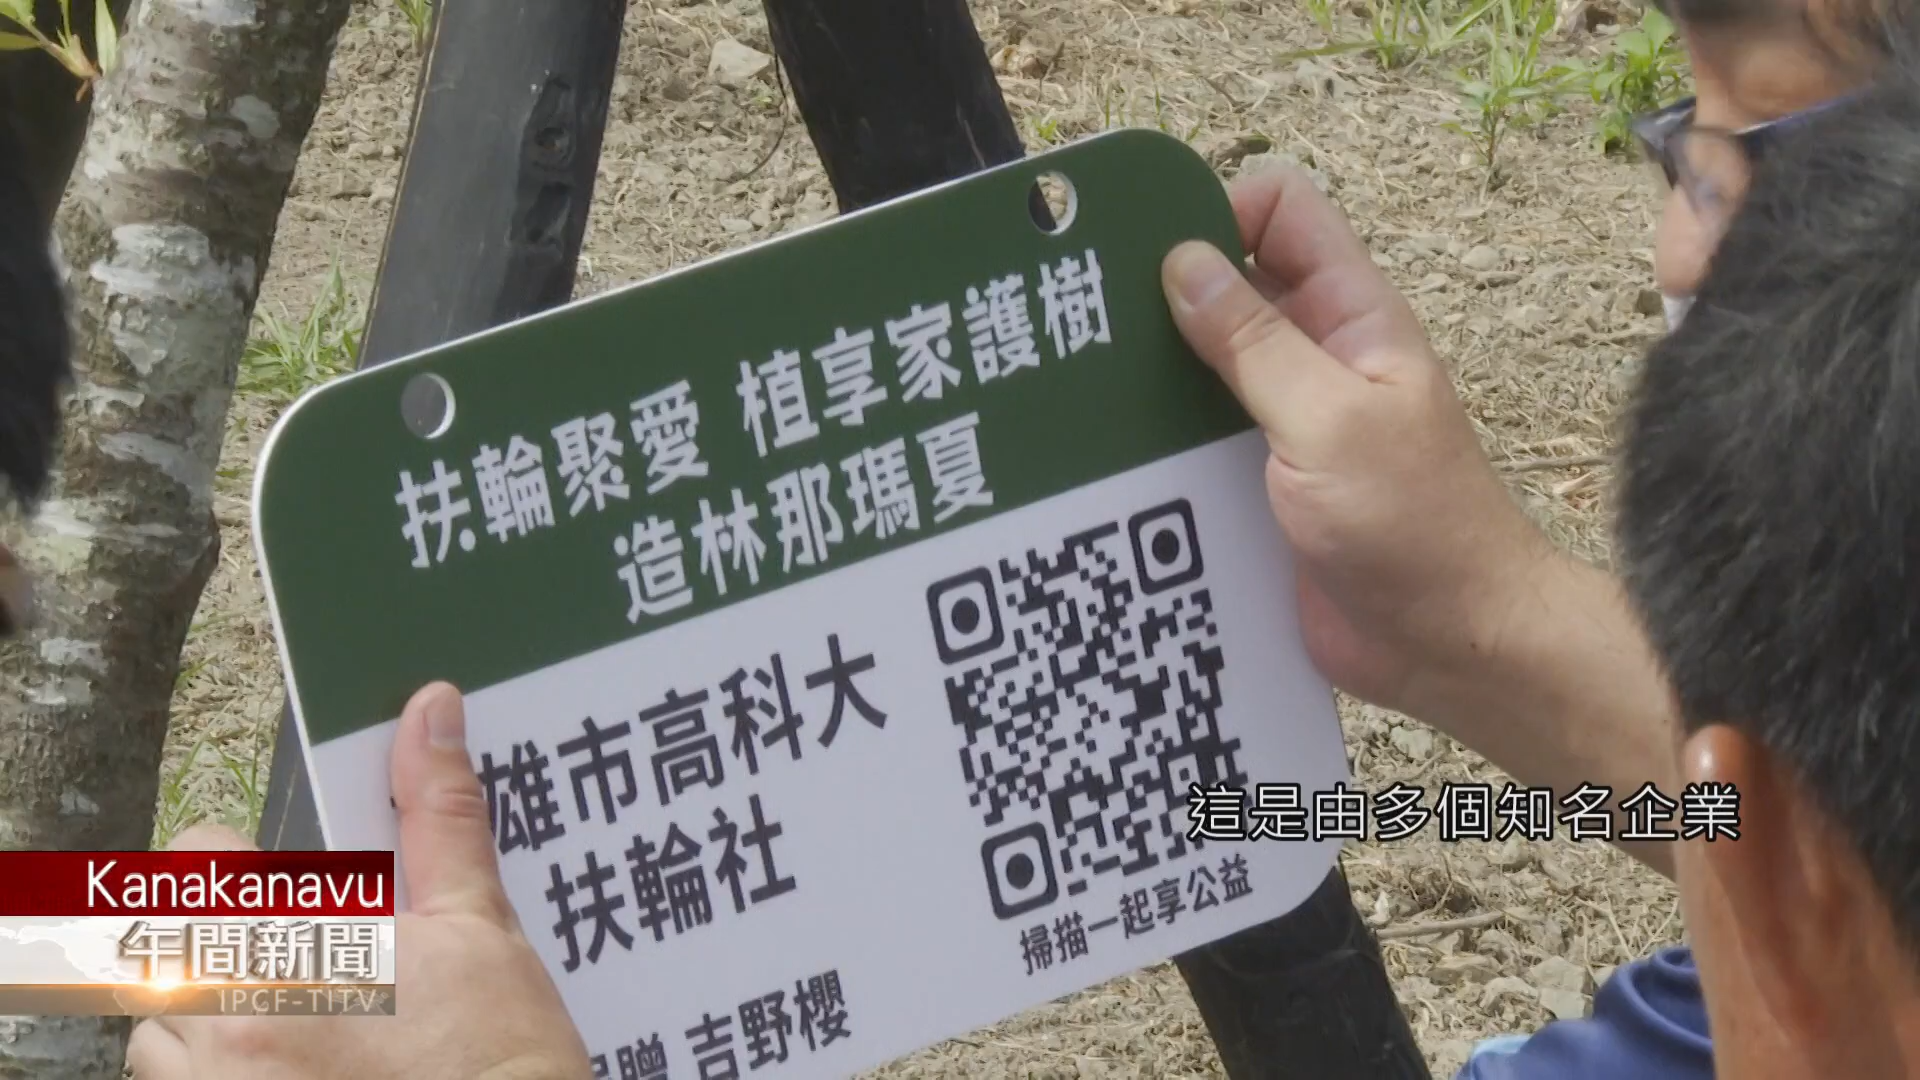 扶輪聚愛 植享家護樹
造林那瑪夏
雄市高科大
扶輪社
贈 吉野櫻
掃描一起享公益
這是由多個知名企業
Kanakanavu
午間新聞
IPCF-TITV